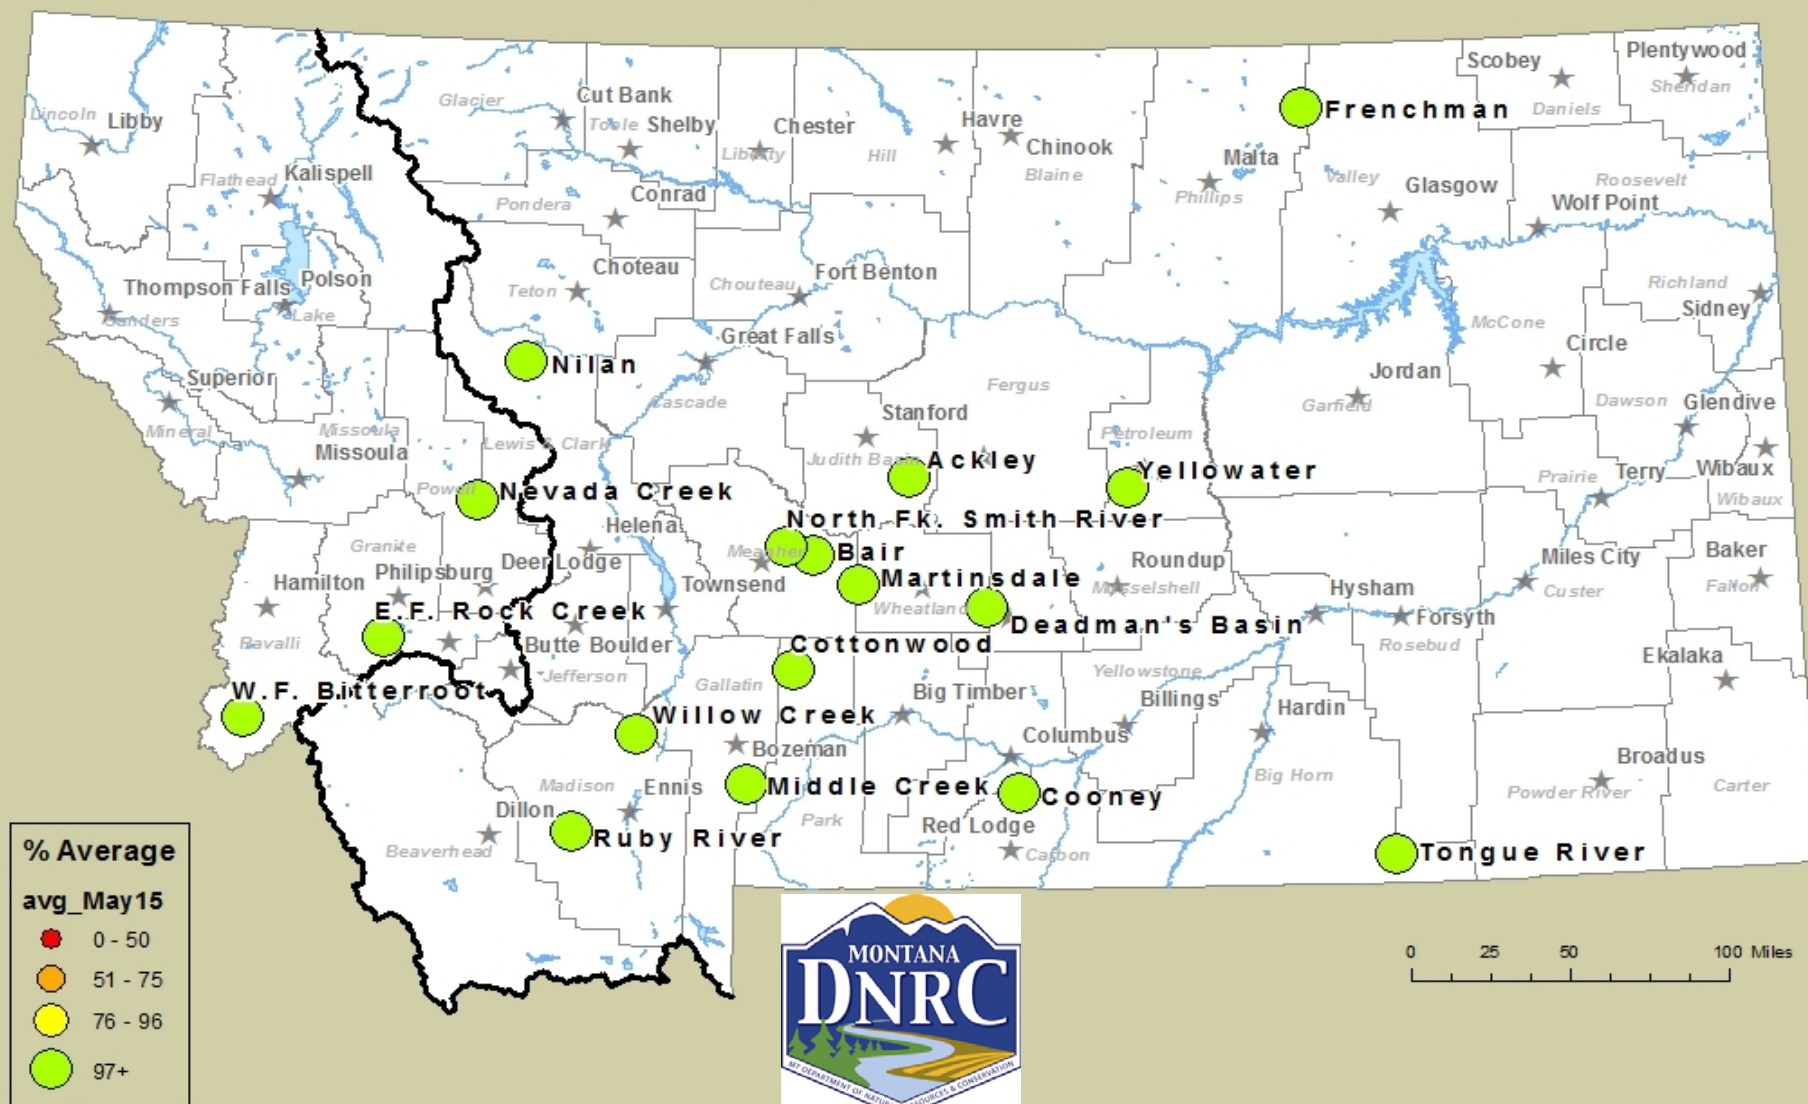 Plentywood
Scobey
Sheridan
Cut Bank
Glacier
Daniels
Lincoln
Libby
Toole
Shelby
Chester
Havre
Frenchman
Liberty
Hill
Chinook
Malta
Kalispell
Flathead
Blaine
Valley
Glasgow
Roosevelt
Pondera
Conrad
Phillips
Wolf Point
Thompson Falls
Polson
Choteau
Teton
Chouteau
Fort Benton
Richland
Sanders
Lake
Sidney
McCone
Great Falls
Circle
Superior
Nilan
Fergus
Jordan
Cascade
Garfield
Dawson
Glendive
Stanford
Mineral
Missoula
Missoula
Lewis & Clark
Petroleum
Judith Basin
Ackley
Yellowater
Prairie
Terry
Wibaux
Wibaux
Powell
Nevada Creek
Helena
North Fk. Smith River
Granite
Deer Lodge
Meagher
Bair
Roundup
Miles City
Baker
Hamilton
Philipsburg
Townsend
Martinsdale
Musselshell
Hysham
Custer
Fallon
E.F. Rock Creek
Wheatland
Deadman's Basin
Forsyth
Ravalli
Butte
Boulder
Cottonwood
Rosebud
Ekalaka
Jefferson
Gallatin
Yellowstone
W.F. Bitterroot
Big Timber
Billings
Hardin
Willow Creek
Columbus
Bozeman
Broadus
Madison
Ennis
Middle Creek
Cooney
Big Horn
Powder River
Carter
Dillon
Ruby River
Park
Red Lodge
Beaverhead
Carbon
Tongue River
% Average
avg_May15
0 - 50
51 - 75
76 - 96
97+
MONTANA
DNRC
MT DEPARTMENT OF NATURAL RESOURCES & CONSERVATION
0 25 50 100 Miles